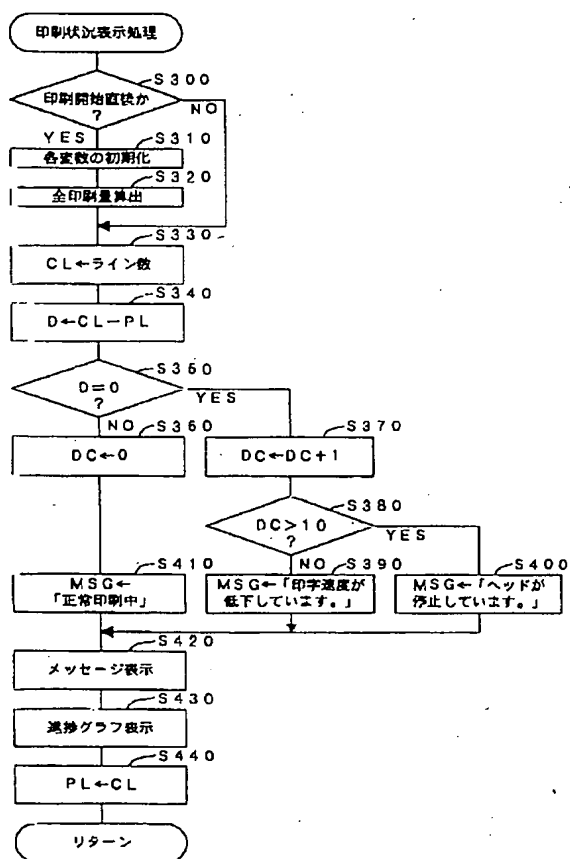 印刷状況表示処理
S300
印刷開始直後か
?
NO
YES
S310
各変数の初期化
S320
全印刷量算出
S330
CL←ライン数
S340
D←CL−PL
S350
D=0
?
YES
NO
S360
DC←0
S370
DC←DC+1
S380
DC>10
?
YES
NO
S410
MSG←
「正常印刷中」
S390
MSG←「印字速度が
低下しています。」
S400
MSG←「ヘッドが
停止しています。」
S420
メッセージ表示
S430
進捗グラフ表示
S440
PL←CL
リターン